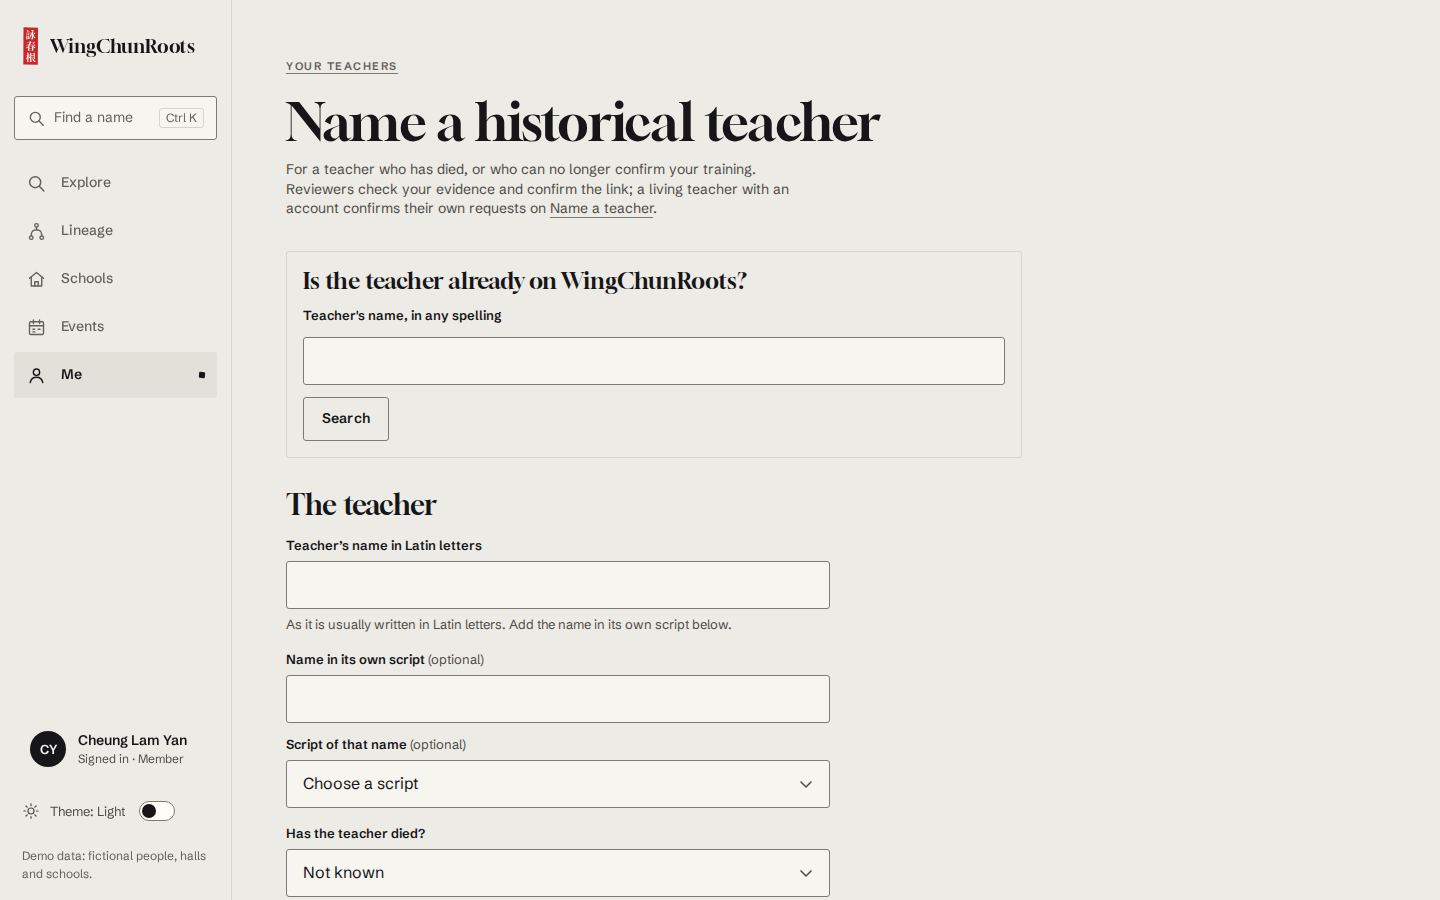 詠春根
WingChunRoots
Find a name
Ctrl K
Explore
Lineage
Schools
Events
Me
CY
Cheung Lam Yan
Signed in · Member
Theme: Light
Demo data: fictional people, halls
and schools.
YOUR TEACHERS
Name a historical teacher
For a teacher who has died, or who can no longer confirm your training.
Reviewers check your evidence and confirm the link; a living teacher with an
account confirms their own requests on Name a teacher.
Is the teacher already on WingChunRoots?
Teacher's name, in any spelling
Search
The teacher
Teacher’s name in Latin letters
As it is usually written in Latin letters. Add the name in its own script below.
Name in its own script (optional)
Script of that name (optional)
Choose a script
Has the teacher died?
Not known